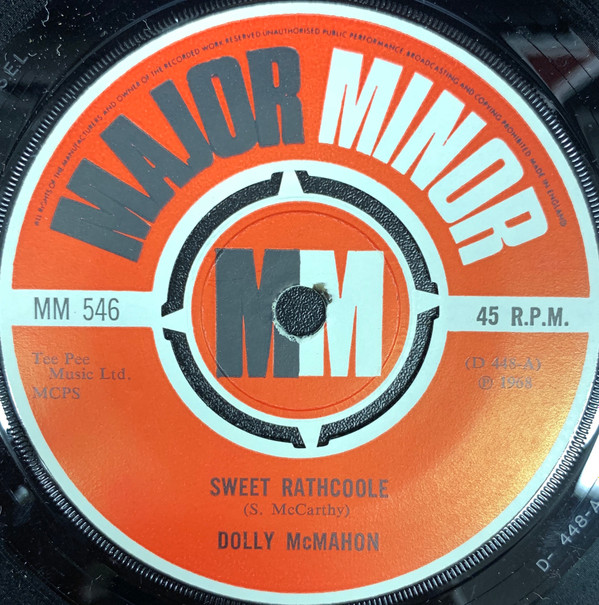 ALL RIGHTS OF THE MANUFACTURERS AND OWNER OF THE RECORDED WORK RESERVED UNAUTHORISED PUBLIC PERFORMANCE, BROADCASTING AND COPYING PROHIBITED MADE IN ENGLAND
MAJOR MINOR
MM
MM 546
45 R.P.M.
Tee Pee
Music Ltd.
MCPS
(D 448-A)
℗ 1968
SWEET RATHCOOLE
(S. McCarthy)
DOLLY McMAHON
D- 448-A